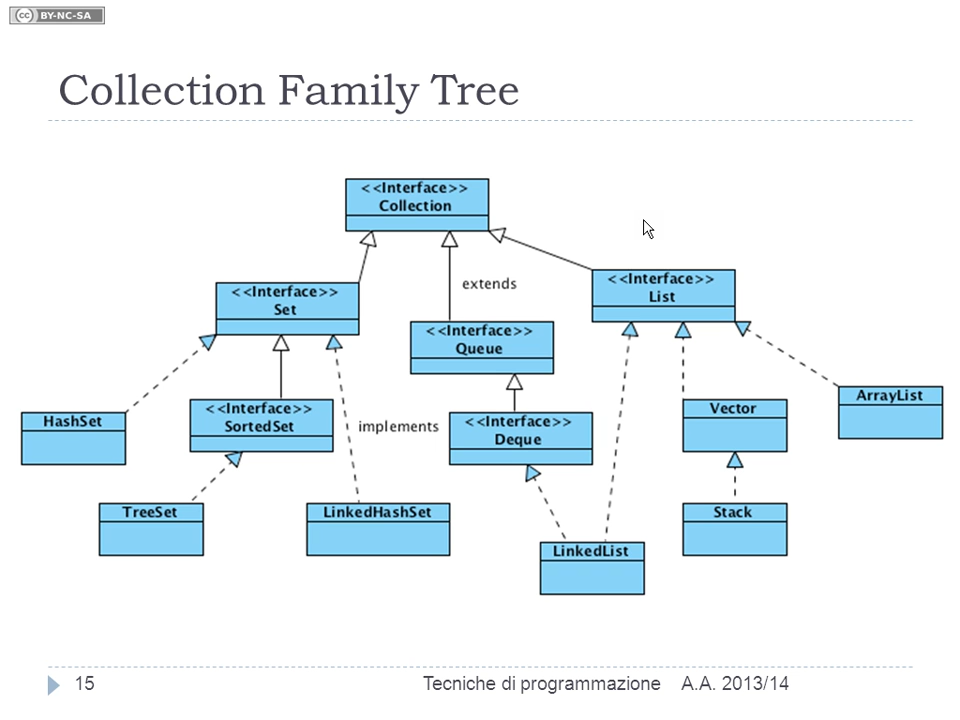 cc BY-NC-SA
Collection Family Tree
<<Interface>>
Collection
<<Interface>>
Set
extends
<<Interface>>
List
<<Interface>>
Queue
HashSet
<<Interface>>
SortedSet
implements
<<Interface>>
Deque
Vector
ArrayList
TreeSet
LinkedHashSet
LinkedList
Stack
15
Tecniche di programmazione A.A. 2013/14